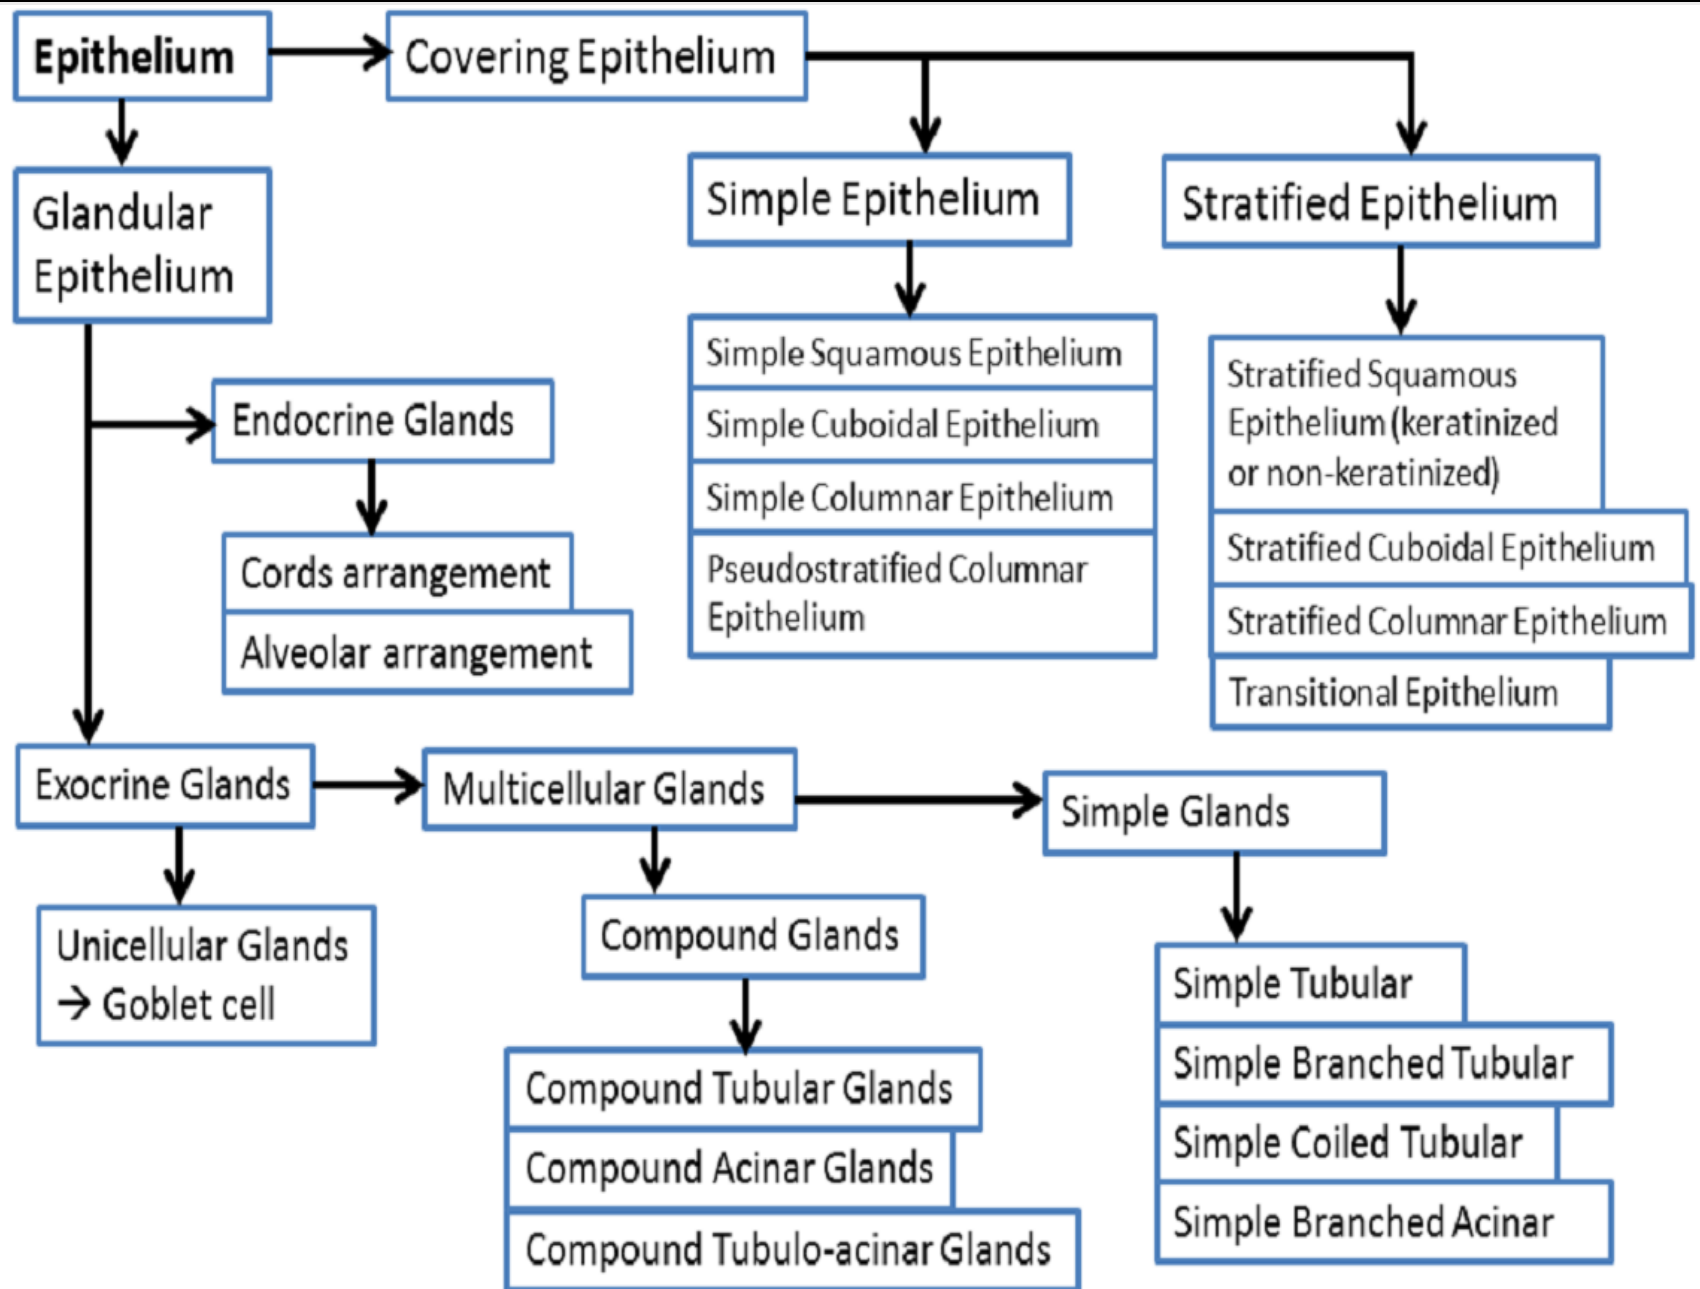 Epithelium
Covering Epithelium
Glandular
Epithelium
Simple Epithelium
Stratified Epithelium
Simple Squamous Epithelium
Simple Cuboidal Epithelium
Simple Columnar Epithelium
Pseudostratified Columnar
Epithelium
Stratified Squamous
Epithelium (keratinized
or non-keratinized)
Stratified Cuboidal Epithelium
Stratified Columnar Epithelium
Transitional Epithelium
Endocrine Glands
Cords arrangement
Alveolar arrangement
Exocrine Glands
Multicellular Glands
Simple Glands
Unicellular Glands
→ Goblet cell
Compound Glands
Compound Tubular Glands
Compound Acinar Glands
Compound Tubulo-acinar Glands
Simple Tubular
Simple Branched Tubular
Simple Coiled Tubular
Simple Branched Acinar